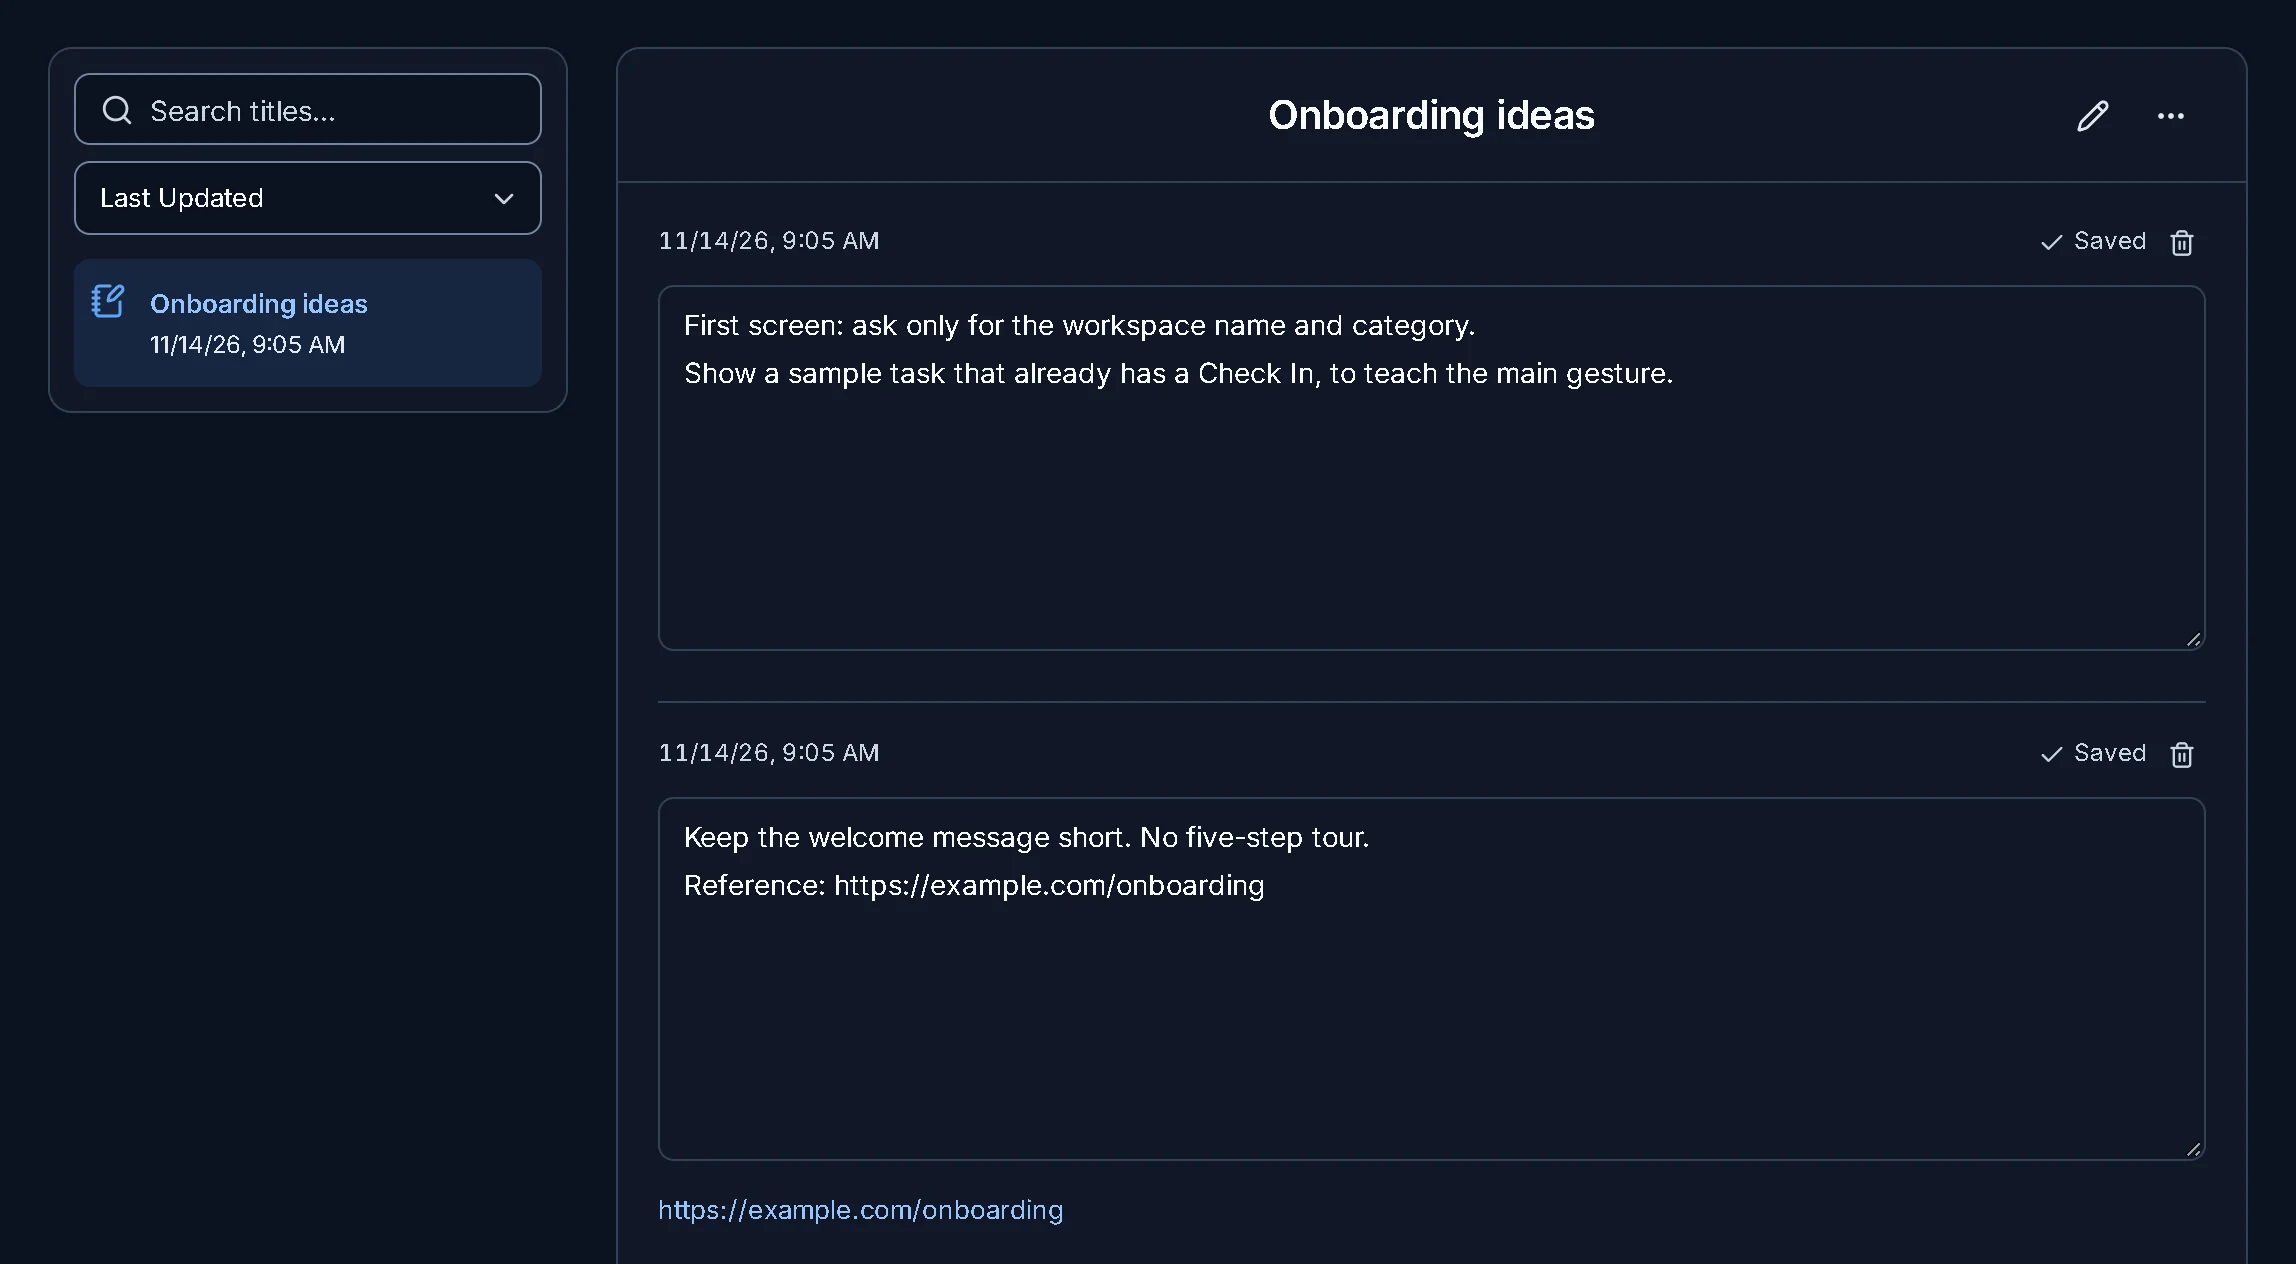 Search titles...
Last Updated
Onboarding ideas
11/14/26, 9:05 AM
Onboarding ideas
11/14/26, 9:05 AM
Saved
First screen: ask only for the workspace name and category.
Show a sample task that already has a Check In, to teach the main gesture.
11/14/26, 9:05 AM
Saved
Keep the welcome message short. No five-step tour.
Reference: https://example.com/onboarding
https://example.com/onboarding